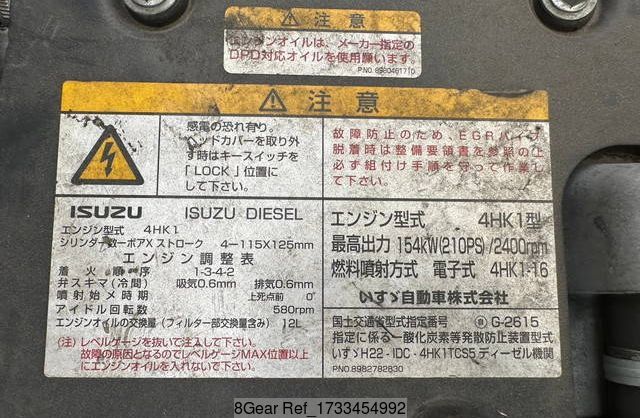 ⚠ 注意
エンジンオイルは、メーカー指定の
DPD対応オイルを使用願います。
P.NO.8980461710
⚠ 注意
感電の恐れ有り。
ヘッドカバーを取り外
す時はキースイッチを
「LOCK」位置に
して下さい。
故障防止のため、EGRパイプ
脱着時は整備要領書を参照の上
必ず組付け手順を守って作業し
て下さい。
ISUZU ISUZU DIESEL
エンジン型式 4HK1
シリンダ数ーボアXストローク 4-115X125mm
エンジン調整表
着火順序 1-3-4-2
弁スキマ(冷間) 吸気0.6mm 排気0.6mm
噴射始め時期 上死点前 0°
アイドル回転数 580rpm
エンジンオイルの交換量(フィルター部交換量含み) 12L
(注)レベルゲージを抜いて注入して下さい。
故障の原因となるのでレベルゲージMAX位置以上
にエンジンオイルを入れないで下さい。
エンジン型式 4HK1型
最高出力 154kW(210PS)/2400rpm
燃料噴射方式 電子式 4HK1-16
いすゞ自動車株式会社
国土交通省型式指定番号 G-2615
指定に係る一酸化炭素等発散防止装置型式
いすゞH22-IDC-4HK1TCS5ディーゼル機関
P.NO.8982782830
8Gear Ref_1733454992